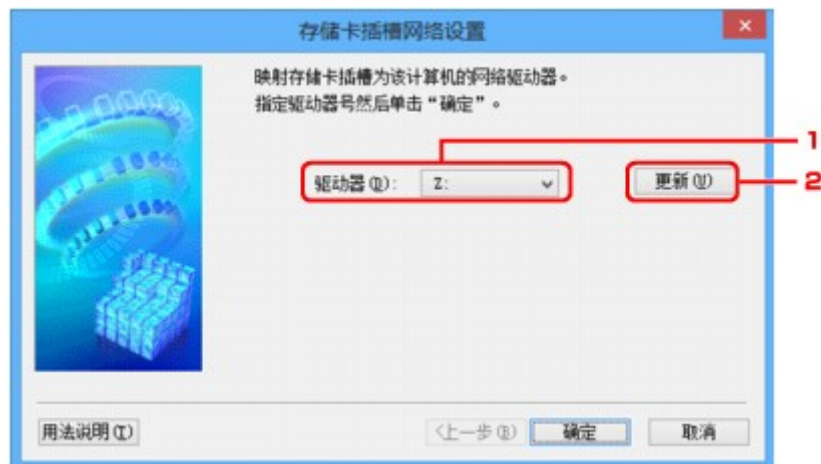 存储卡插槽网络设置
映射存储卡插槽为该计算机的网络驱动器。
指定驱动器号然后单击“确定”。
1
驱动器(D): Z: 更新(U)
2
用法说明(I) <上一步(B) 确定 取消